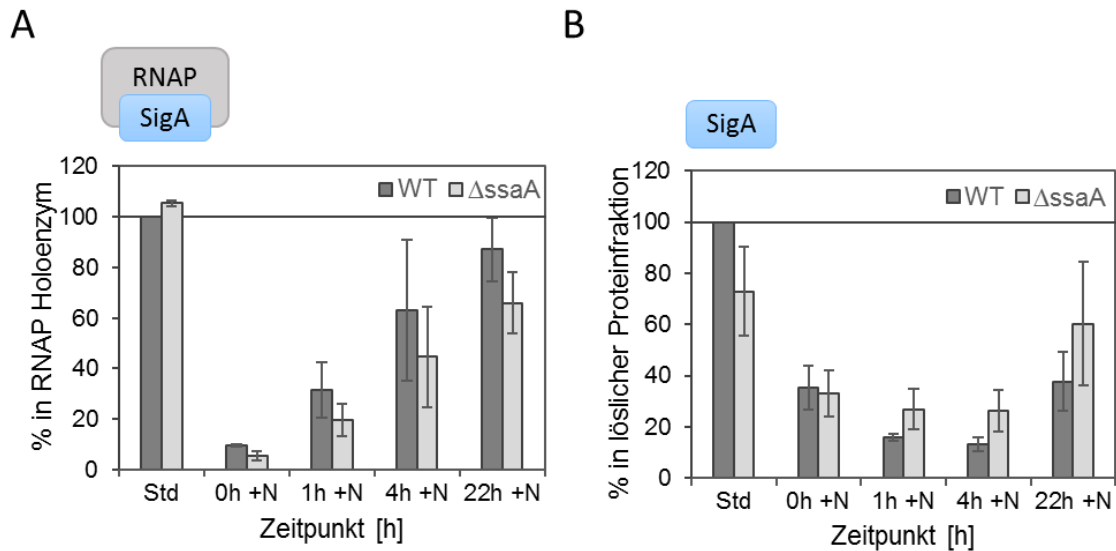 A
RNAP
SigA
% in RNAP Holoenzym
120
100
80
60
40
20
0
WT ΔssaA
Std 0h +N 1h +N 4h +N 22h +N
Zeitpunkt [h]
B
SigA
% in löslicher Proteinfraktion
120
100
80
60
40
20
0
WT ΔssaA
Std 0h +N 1h +N 4h +N 22h +N
Zeitpunkt [h]